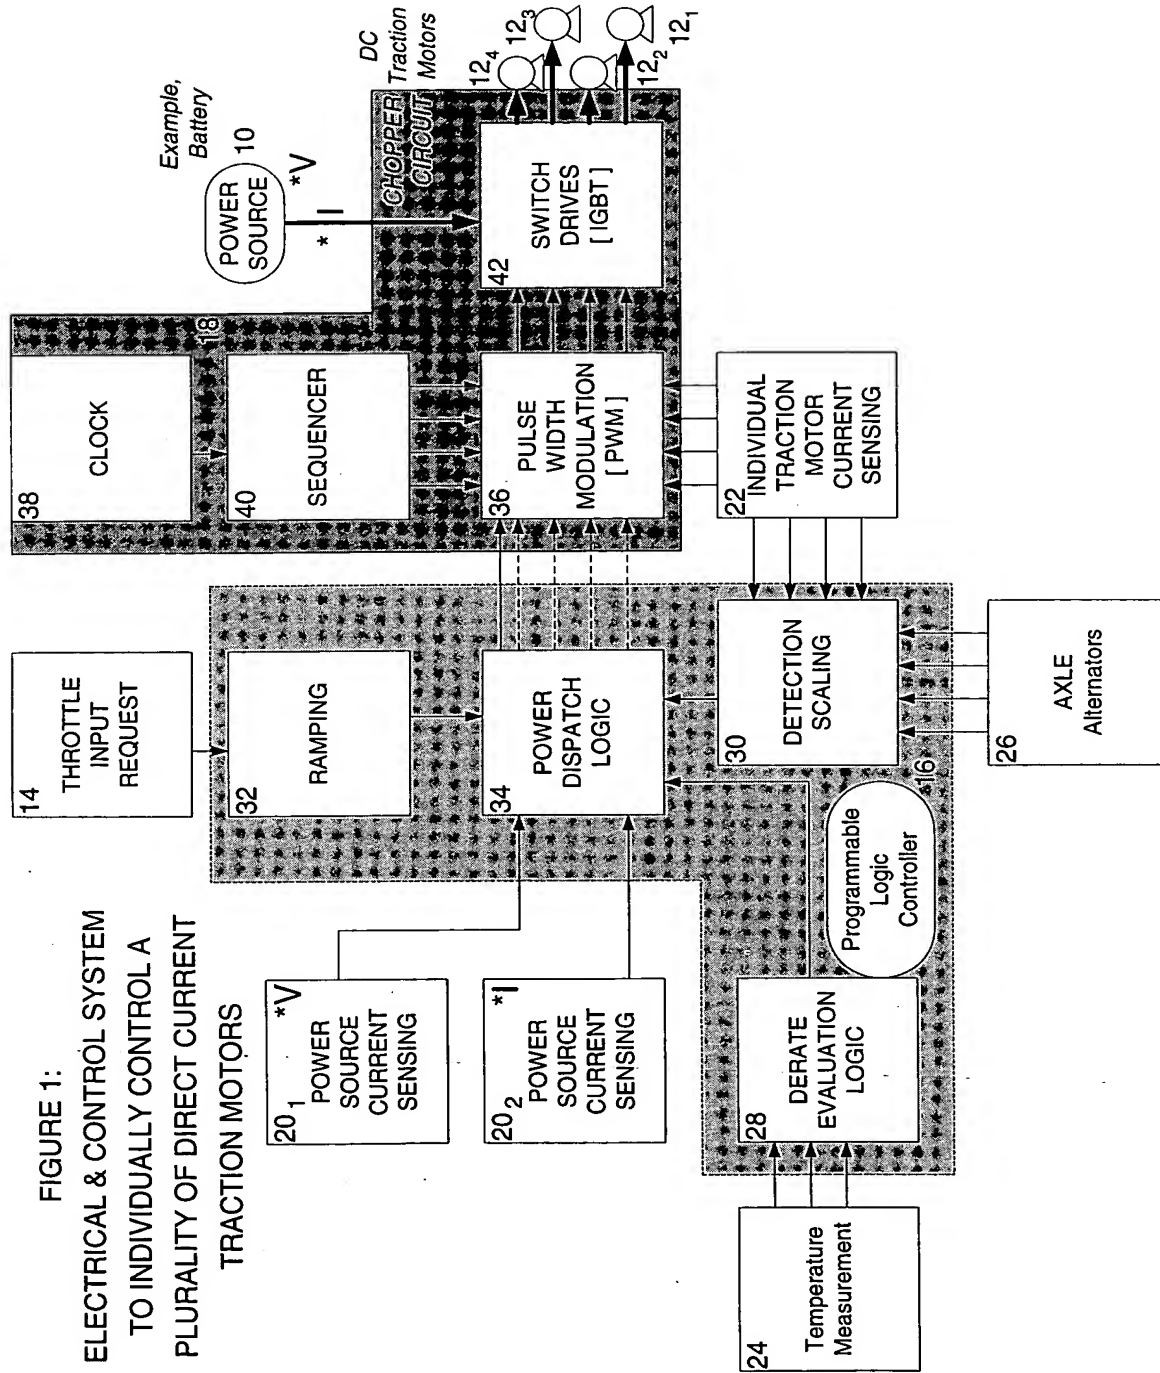 FIGURE 1:
ELECTRICAL & CONTROL SYSTEM
TO INDIVIDUALLY CONTROL A
PLURALITY OF DIRECT CURRENT
TRACTION MOTORS
14
THROTTLE
INPUT
REQUEST
38
CLOCK
18
Example,
Battery
POWER
SOURCE
10
*V
*I
32
RAMPING
40
SEQUENCER
CHOPPER
CIRCUIT
DC
Traction
Motors
20₁
*V
POWER
SOURCE
CURRENT
SENSING
20₂
*I
POWER
SOURCE
CURRENT
SENSING
34
POWER
DISPATCH
LOGIC
36
PULSE
WIDTH
MODULATION
[ PWM ]
42
SWITCH
DRIVES
[ IGBT ]
12₄
12₃
12₂
12₁
24
Temperature
Measurement
28
DERATE
EVALUATION
LOGIC
Programmable
Logic
Controller
16
30
DETECTION
SCALING
22
INDIVIDUAL
TRACTION
MOTOR
CURRENT
SENSING
26
AXLE
Alternators